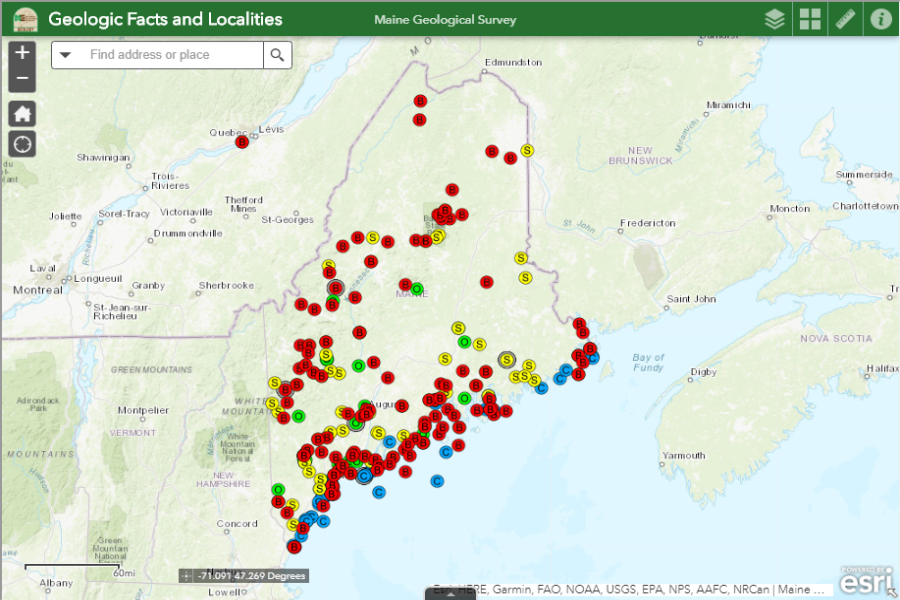 Geologic Facts and Localities
Maine Geological Survey
+
Find address or place
−
Edmundston
Miramichi
Quebec
Lévis
NEW
BRUNSWICK
Shawinigan
Trois-
Rivieres
Summerside
Thetford
Mines
Joliette
Sorel-Tracy
Victoriaville
St-Georges
Moncton
Charlottetown
Drummondville
St. John
Fredericton
Laval
Longueuil
Granby
Sherbrooke
Montreal
MAINE
St-Jean-sur-
Richelieu
Saint John
NOVA SCOTIA
Bay of
Fundy
Digby
Halifax
GREEN MOUNTAINS
Adirondack
Park
WHITE
MOUNTAINS
Montpelier
VERMONT
White
Mountain
National
Forest
MOUNTAINS
Yarmouth
NEW
HAMPSHIRE
Concord
Green
Mountain
National
Forest
60mi
-71.091 47.269 Degrees
Albany
Lowell
HERE, Garmin, FAO, NOAA, USGS, EPA, NPS, AAFC, NRCan | Maine ...
POWERED BY
esri